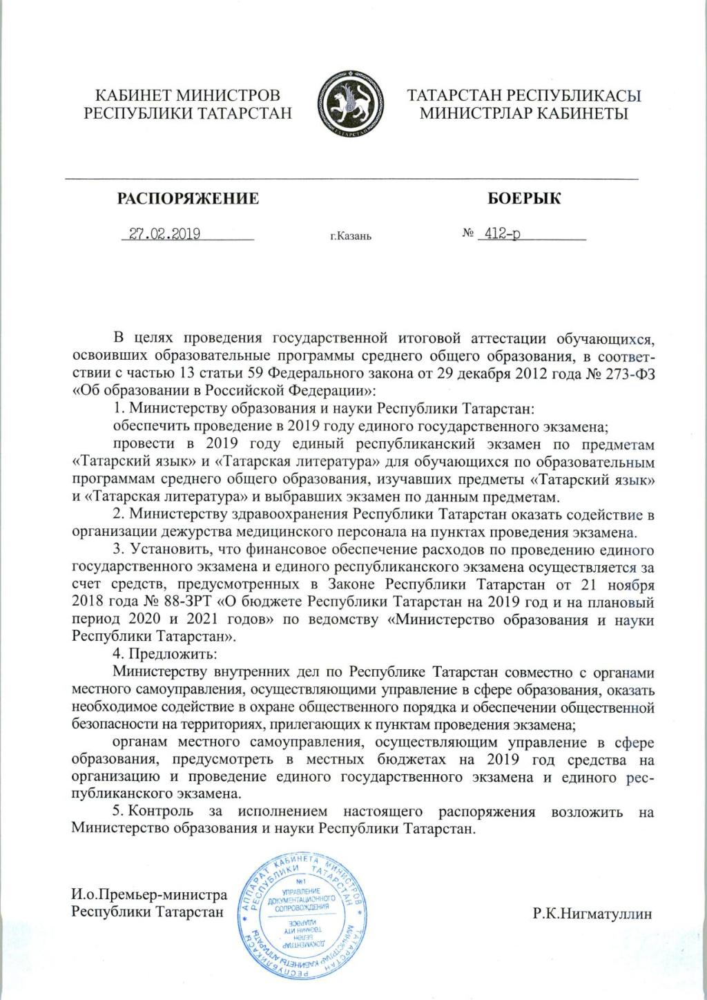 КАБИНЕТ МИНИСТРОВ
РЕСПУБЛИКИ ТАТАРСТАН
ТАТАРСТАН
ТАТАРСТАН РЕСПУБЛИКАСЫ
МИНИСТРЛАР КАБИНЕТЫ
РАСПОРЯЖЕНИЕ
БОЕРЫК
27.02.2019
г.Казань
№ 412-р
В целях проведения государственной итоговой аттестации обучающихся,
освоивших образовательные программы среднего общего образования, в соответ-
ствии с частью 13 статьи 59 Федерального закона от 29 декабря 2012 года № 273-ФЗ
«Об образовании в Российской Федерации»:
1. Министерству образования и науки Республики Татарстан:
обеспечить проведение в 2019 году единого государственного экзамена;
провести в 2019 году единый республиканский экзамен по предметам
«Татарский язык» и «Татарская литература» для обучающихся по образовательным
программам среднего общего образования, изучавших предметы «Татарский язык»
и «Татарская литература» и выбравших экзамен по данным предметам.
2. Министерству здравоохранения Республики Татарстан оказать содействие в
организации дежурства медицинского персонала на пунктах проведения экзамена.
3. Установить, что финансовое обеспечение расходов по проведению единого
государственного экзамена и единого республиканского экзамена осуществляется за
счет средств, предусмотренных в Законе Республики Татарстан от 21 ноября
2018 года № 88-ЗРТ «О бюджете Республики Татарстан на 2019 год и на плановый
период 2020 и 2021 годов» по ведомству «Министерство образования и науки
Республики Татарстан».
4. Предложить:
Министерству внутренних дел по Республике Татарстан совместно с органами
местного самоуправления, осуществляющими управление в сфере образования, оказать
необходимое содействие в охране общественного порядка и обеспечении общественной
безопасности на территориях, прилегающих к пунктам проведения экзамена;
органам местного самоуправления, осуществляющим управление в сфере
образования, предусмотреть в местных бюджетах на 2019 год средства на
организацию и проведение единого государственного экзамена и единого рес-
публиканского экзамена.
5. Контроль за исполнением настоящего распоряжения возложить на
Министерство образования и науки Республики Татарстан.
И.о.Премьер-министра
Республики Татарстан
Р.К.Нигматуллин
АППАРАТ КАБИНЕТА МИНИСТРОВ
РЕСПУБЛИКИ ТАТАРСТАН
№1
УПРАВЛЕНИЕ
ДОКУМЕНТАЦИОННОГО
СОПРОВОЖДЕНИЯ
ТАТАРСТАН РЕСПУБЛИКАСЫ
МИНИСТРЛАР КАБИНЕТЫ АППАРАТЫ
ДОКУМЕНТЛАР
БЕЛӘН
ТӘЭМИН ИТҮ
ИДАРӘСЕ